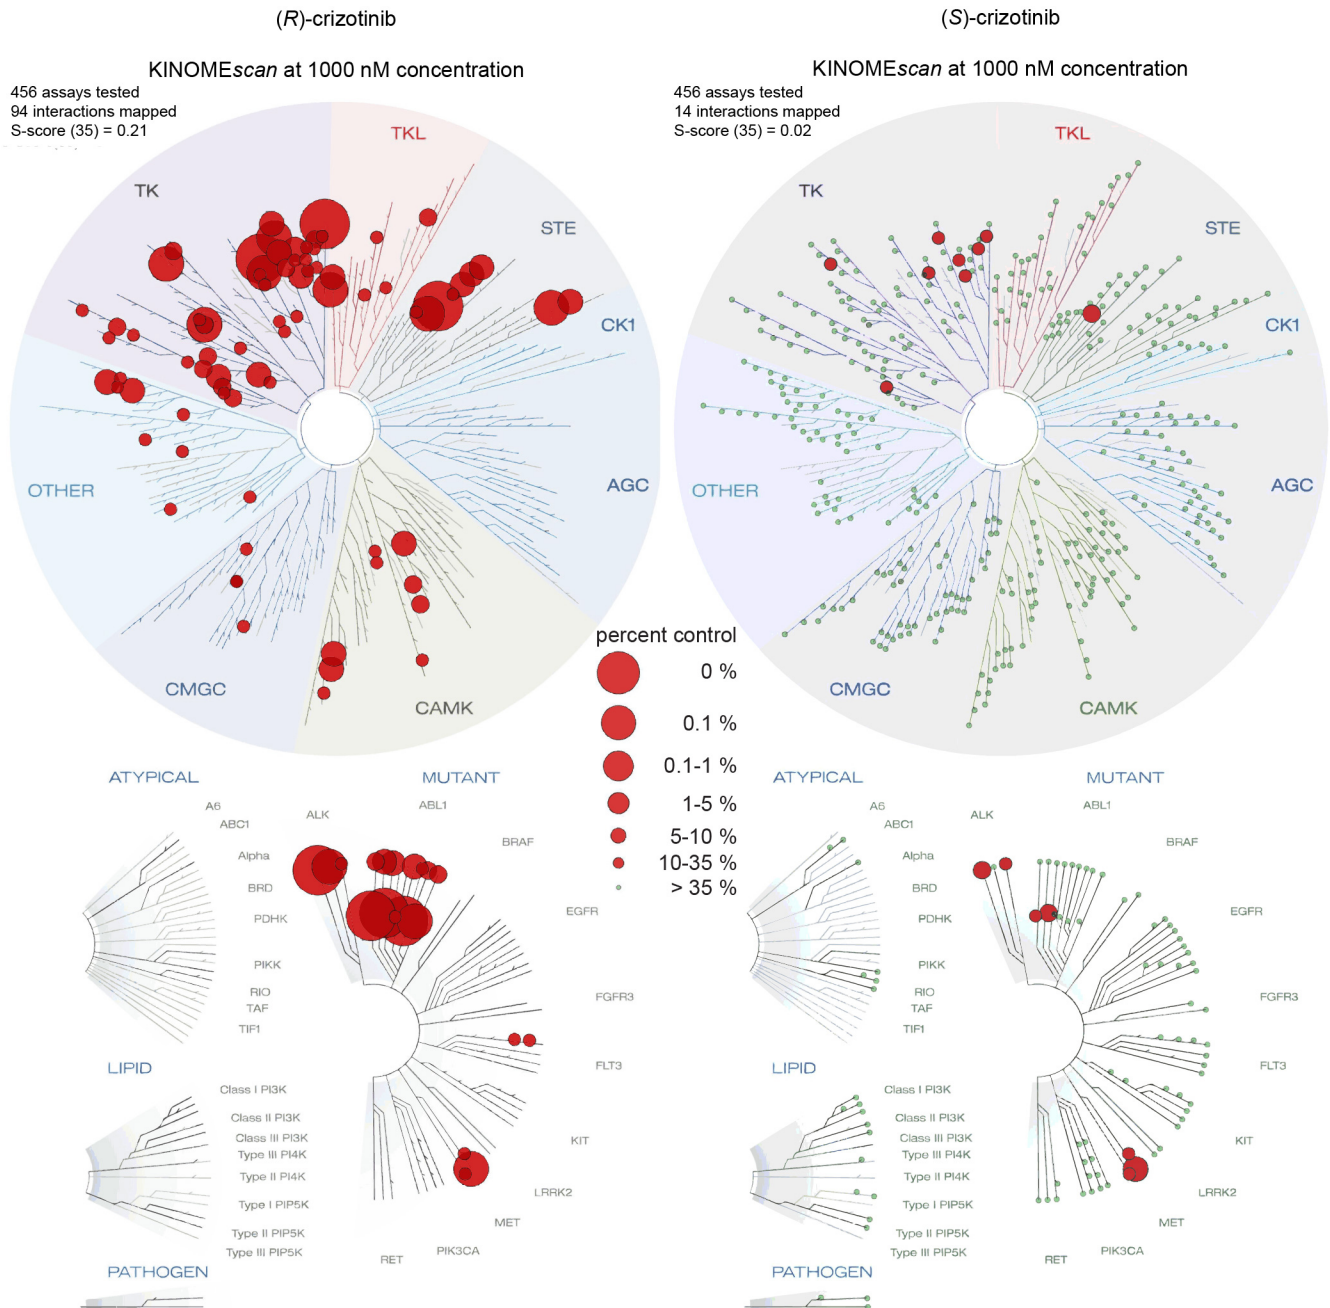 (R)-crizotinib
KINOMEscan at 1000 nM concentration
456 assays tested
94 interactions mapped
S-score (35) = 0.21
TKL
TK
STE
CK1
AGC
OTHER
CMGC
CAMK
(S)-crizotinib
KINOMEscan at 1000 nM concentration
456 assays tested
14 interactions mapped
S-score (35) = 0.02
TKL
TK
STE
CK1
AGC
OTHER
CMGC
CAMK
percent control
0 %
0.1 %
0.1-1 %
1-5 %
5-10 %
10-35 %
> 35 %
ATYPICAL
A6
ABC1
Alpha
BRD
PDHK
PIKK
RIO
TAF
TIF1
LIPID
Class I PI3K
Class II PI3K
Class III PI3K
Type III PI4K
Type II PI4K
Type I PIP5K
Type II PIP5K
Type III PIP5K
PATHOGEN
MUTANT
ALK
ABL1
BRAF
EGFR
FGFR3
FLT3
KIT
LRRK2
MET
PIK3CA
RET
ATYPICAL
A6
ABC1
Alpha
BRD
PDHK
PIKK
RIO
TAF
TIF1
LIPID
Class I PI3K
Class II PI3K
Class III PI3K
Type III PI4K
Type II PI4K
Type I PIP5K
Type II PIP5K
Type III PIP5K
PATHOGEN
MUTANT
ALK
ABL1
BRAF
EGFR
FGFR3
FLT3
KIT
LRRK2
MET
PIK3CA
RET